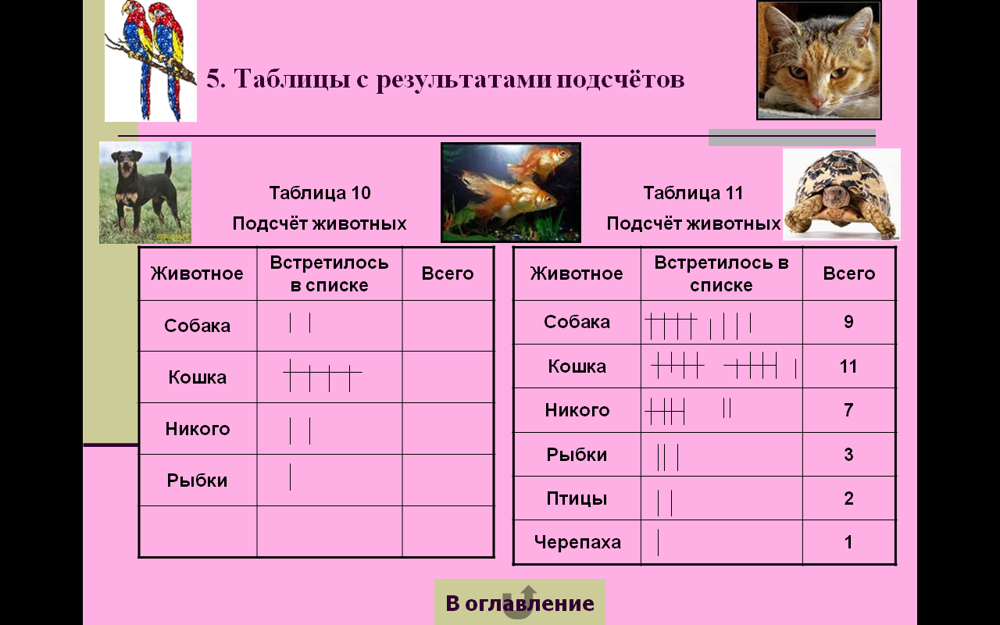 5. Таблицы с результатами подсчётов
Таблица 10
Подсчёт животных
Животное Встретилось в списке Всего
Собака
Кошка
Никого
Рыбки
Таблица 11
Подсчёт животных
Животное Встретилось в списке Всего
Собака 9
Кошка 11
Никого 7
Рыбки 3
Птицы 2
Черепаха 1
В оглавление